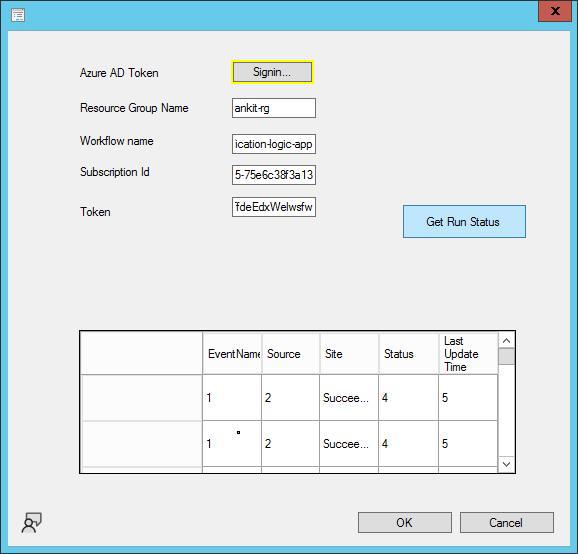 X
Azure AD Token
Signin...
Resource Group Name
ankit-rg
Workflow name
ication-logic-app
Subscription Id
5-75e6c38f3a13
Token
fdeEdxWelwsfw
Get Run Status
EventName Source Site Status Last
Update
Time
1 2 Succee... 4 5
1 2 Succee... 4 5
OK Cancel